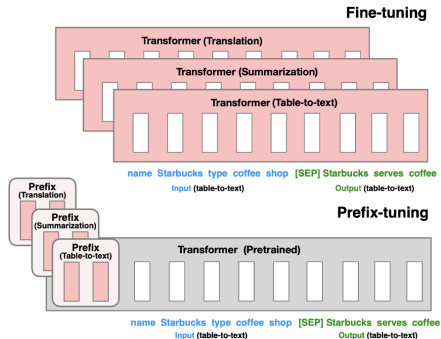 Fine-tuning
Transformer (Translation)
Transformer (Summarization)
Transformer (Table-to-text)
name Starbucks type coffee shop [SEP] Starbucks serves coffee
Input (table-to-text) Output (table-to-text)
Prefix
(Translation)
Prefix-tuning
Prefix
(Summarization)
Prefix
(Table-to-text)
Transformer (Pretrained)
name Starbucks type coffee shop [SEP] Starbucks serves coffee
Input (table-to-text) Output (table-to-text)